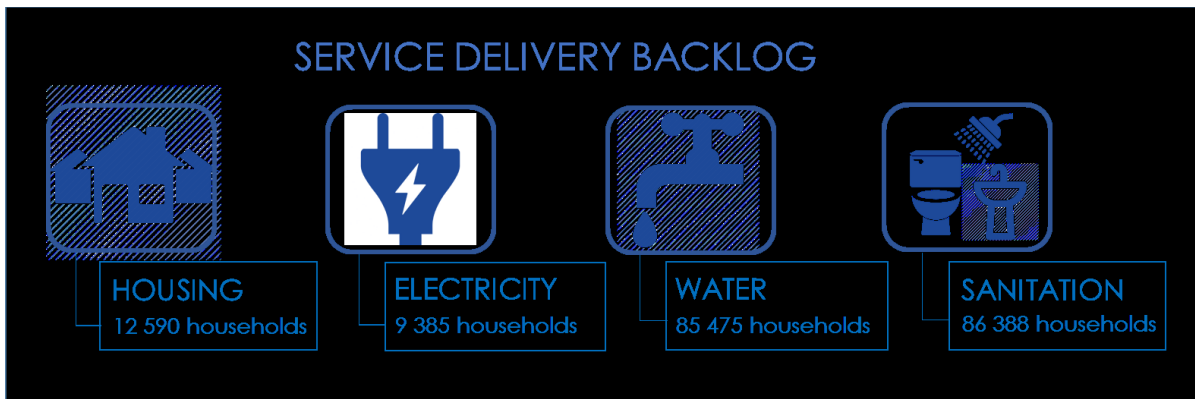 SERVICE DELIVERY BACKLOG
HOUSING
12 590 households
ELECTRICITY
9 385 households
WATER
85 475 households
SANITATION
86 388 households